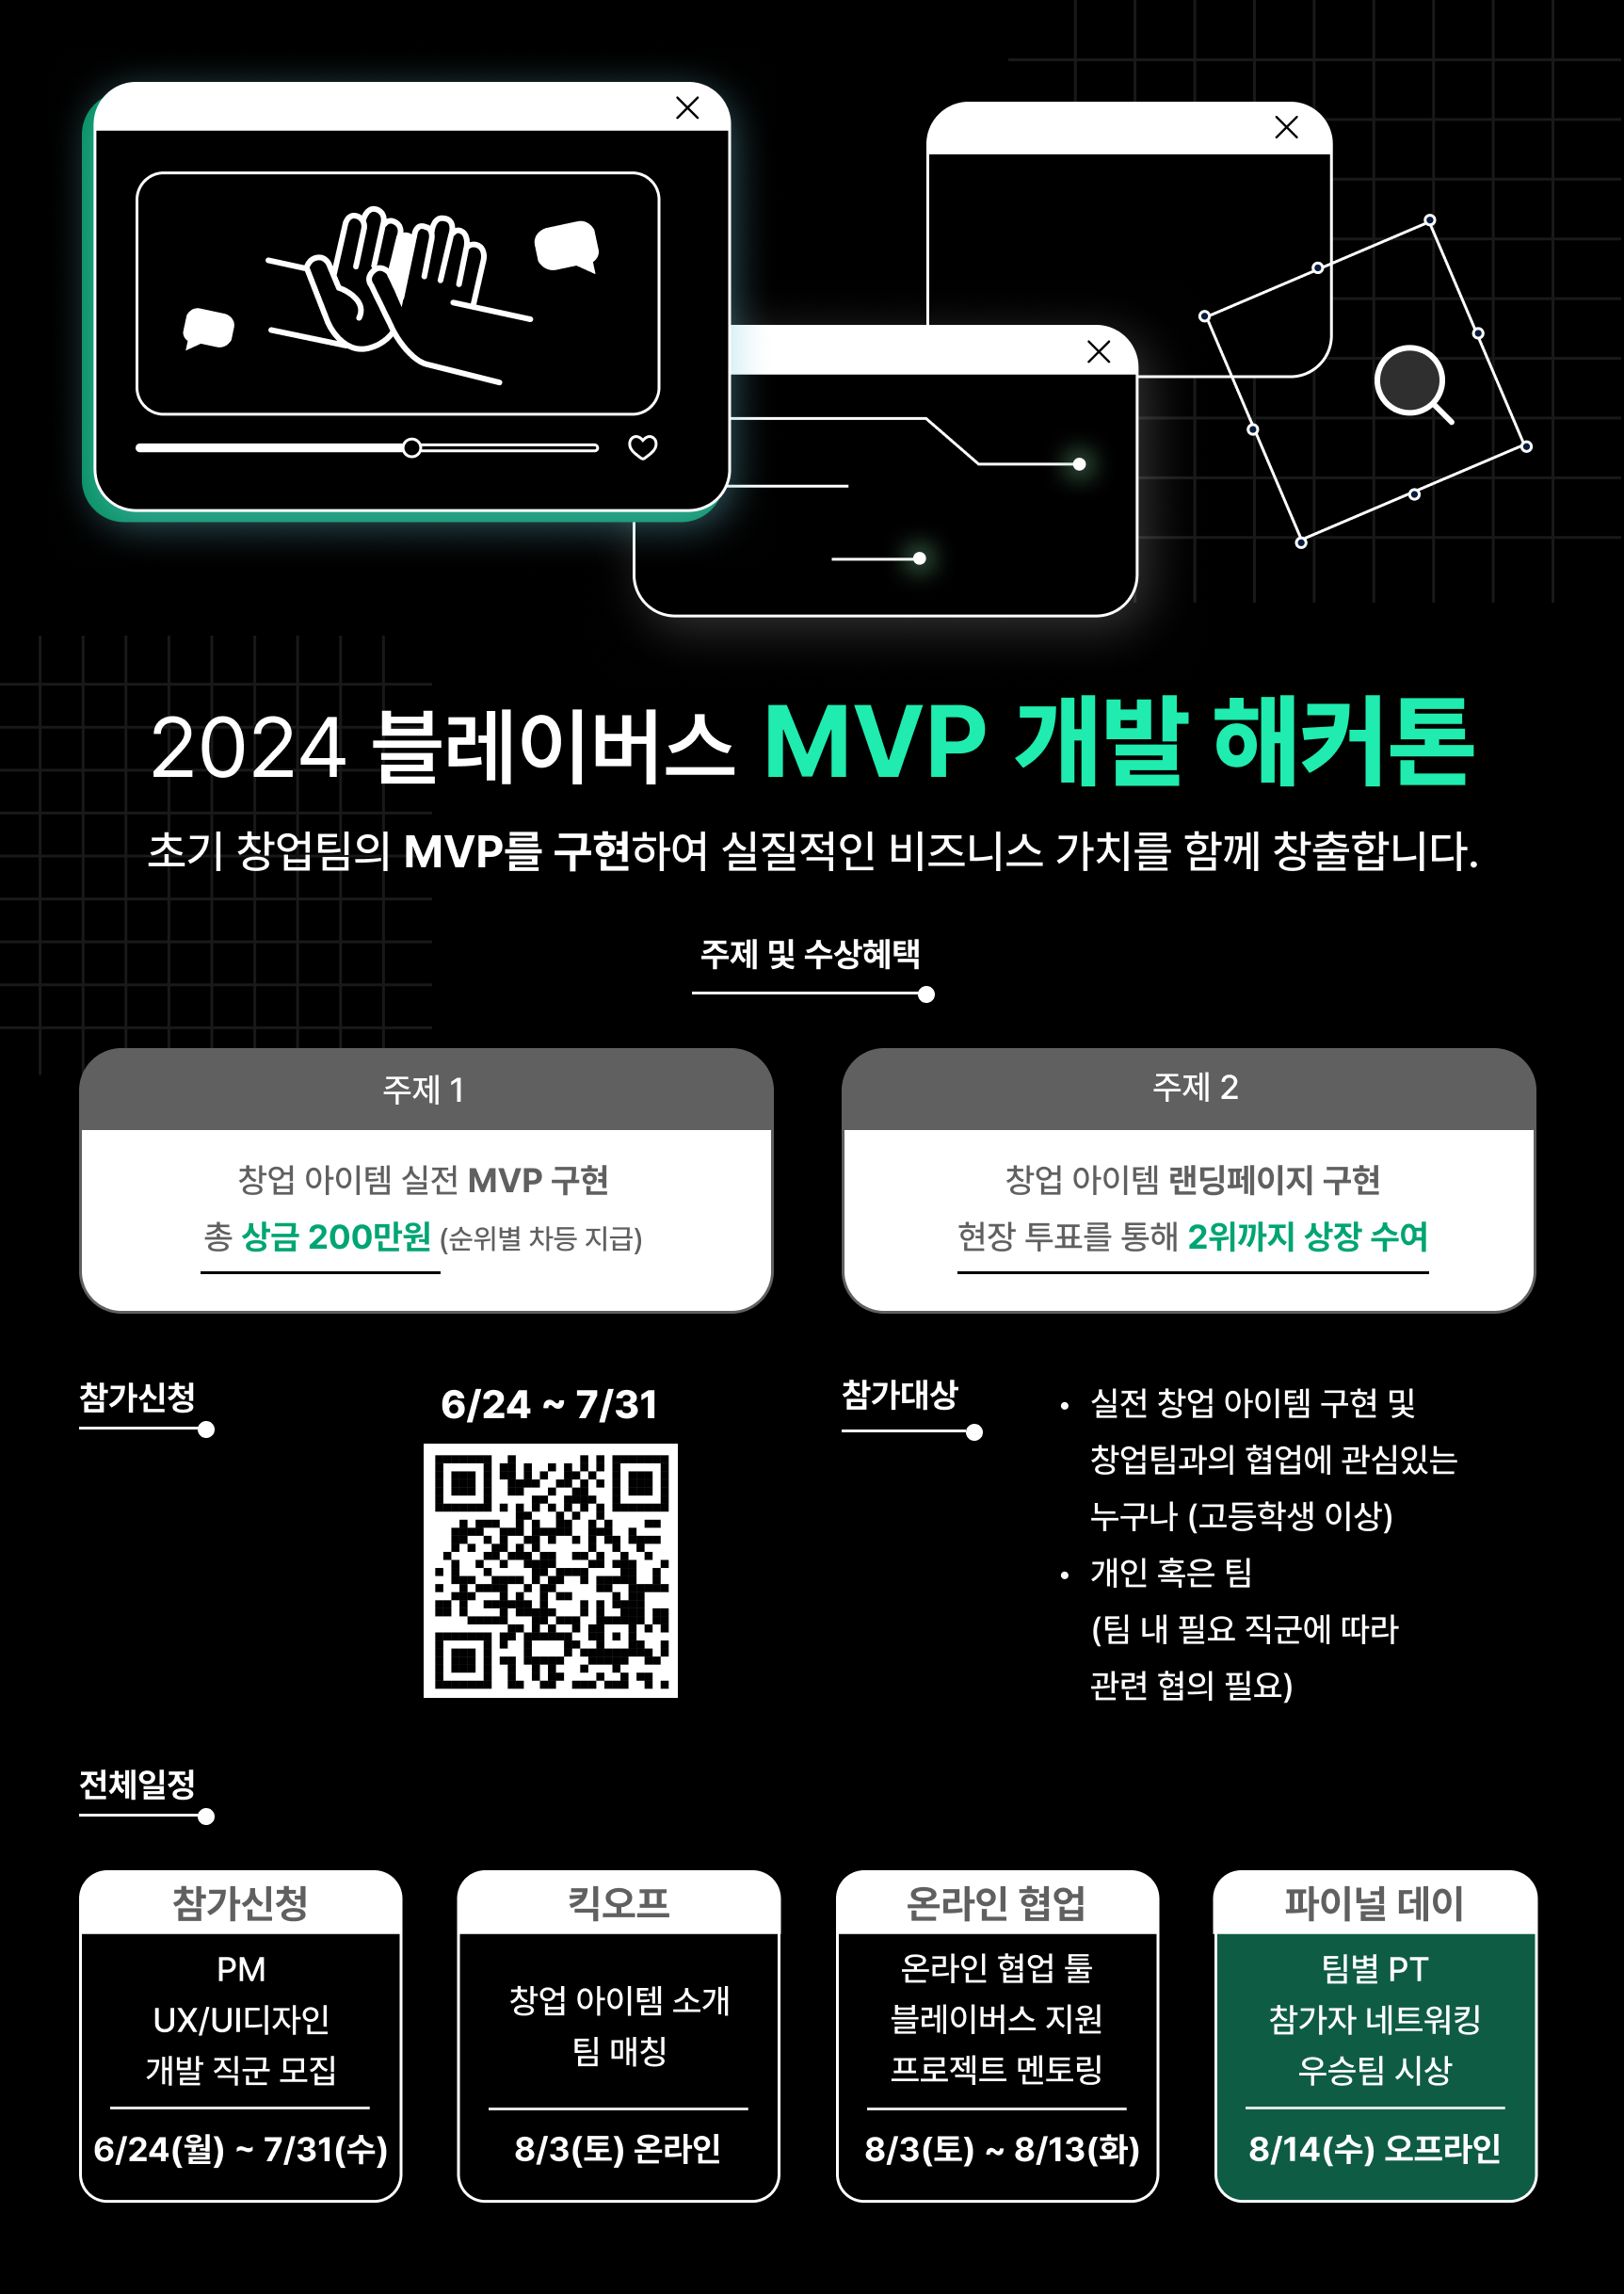 2024 블레이버스 MVP 개발 해커톤
초기 창업팀의 MVP를 구현하여 실질적인 비즈니스 가치를 함께 창출합니다.
주제 및 수상혜택
주제 1
창업 아이템 실전 MVP 구현
총 상금 200만원 (순위별 차등 지급)
주제 2
창업 아이템 랜딩페이지 구현
현장 투표를 통해 2위까지 상장 수여
참가신청
6/24 ~ 7/31
참가대상
• 실전 창업 아이템 구현 및
창업팀과의 협업에 관심있는
누구나 (고등학생 이상)
• 개인 혹은 팀
(팀 내 필요 직군에 따라
관련 협의 필요)
전체일정
참가신청
PM
UX/UI디자인
개발 직군 모집
6/24(월) ~ 7/31(수)
킥오프
창업 아이템 소개
팀 매칭
8/3(토) 온라인
온라인 협업
온라인 협업 툴
블레이버스 지원
프로젝트 멘토링
8/3(토) ~ 8/13(화)
파이널 데이
팀별 PT
참가자 네트워킹
우승팀 시상
8/14(수) 오프라인